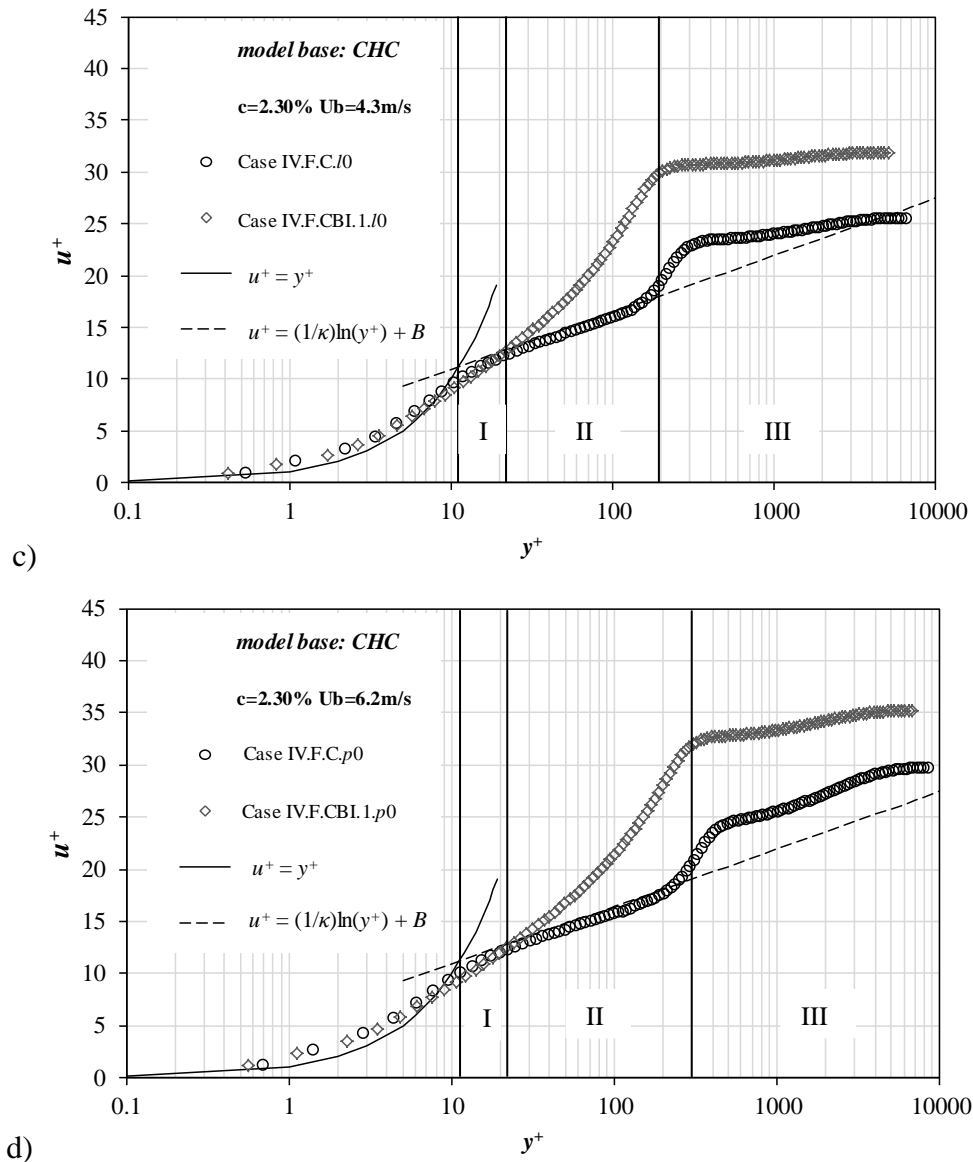 45
40
35
30
25
20
15
10
5
0
u⁺
model base: CHC
c=2.30% Ub=4.3m/s
Case IV.F.C.l0
Case IV.F.CBI.1.l0
u⁺ = y⁺
u⁺ = (1/κ)ln(y⁺) + B
I
II
III
0.1 1 10 100 1000 10000
y⁺
c)
45
40
35
30
25
20
15
10
5
0
u⁺
model base: CHC
c=2.30% Ub=6.2m/s
Case IV.F.C.p0
Case IV.F.CBI.1.p0
u⁺ = y⁺
u⁺ = (1/κ)ln(y⁺) + B
I
II
III
0.1 1 10 100 1000 10000
y⁺
d)